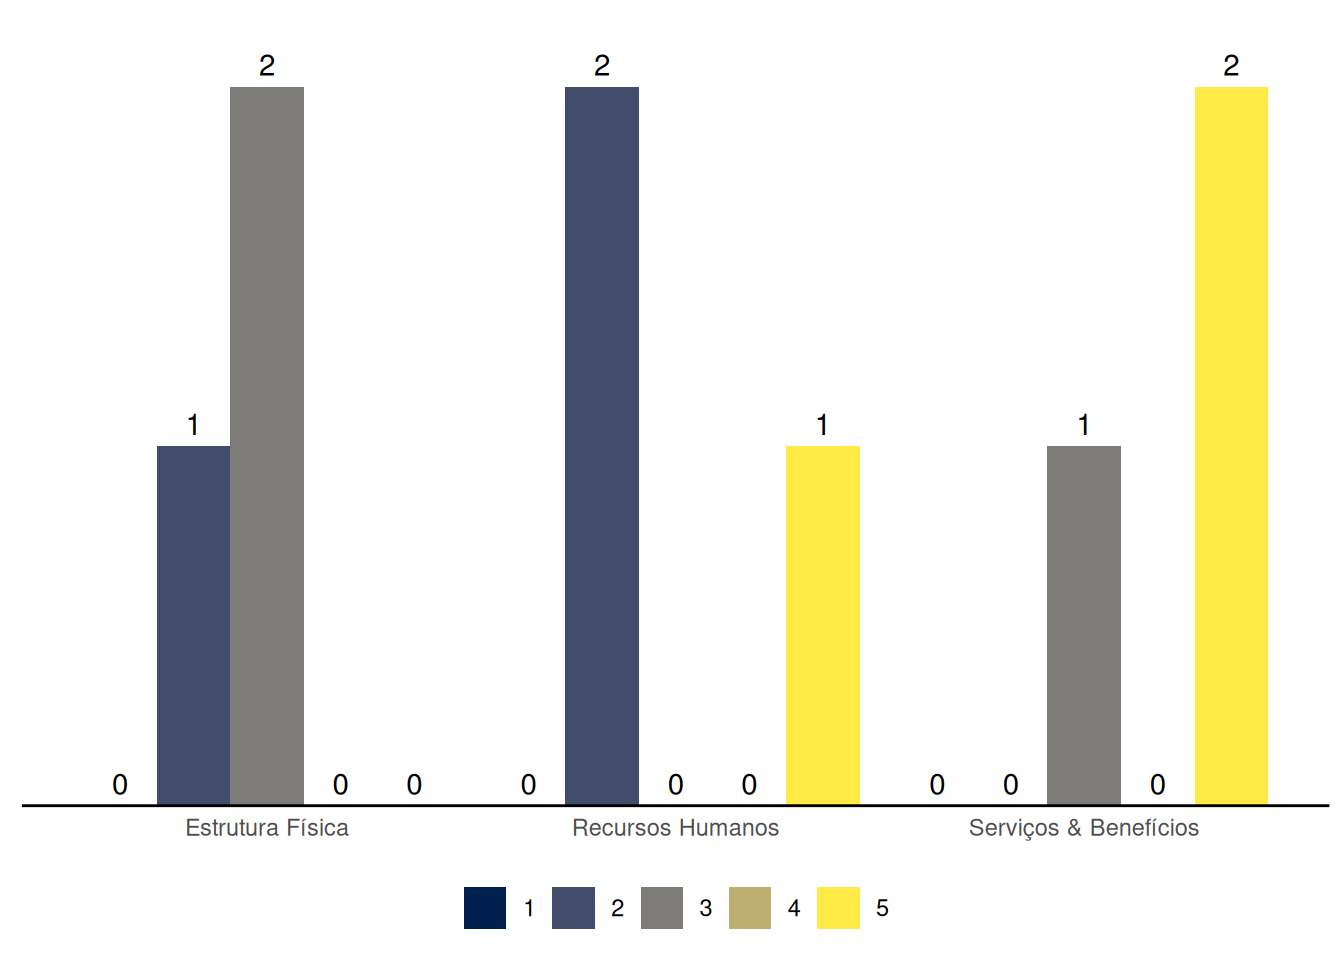 2 2 2
1 1 1
0 0 0 0 0 0 0 0 0
Estrutura Física Recursos Humanos Serviços & Benefícios
1 2 3 4 5